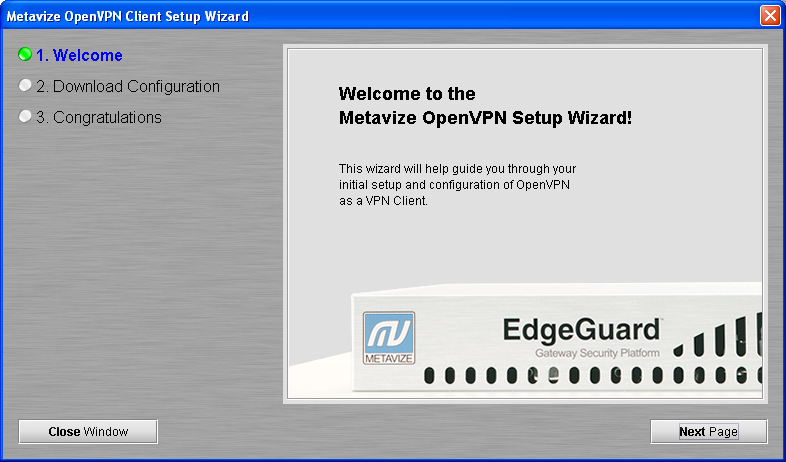 Metavize OpenVPN Client Setup Wizard
1. Welcome
2. Download Configuration
3. Congratulations
Welcome to the
Metavize OpenVPN Setup Wizard!
This wizard will help guide you through your
initial setup and configuration of OpenVPN
as a VPN Client.
METAVIZE
EdgeGuard™
Gateway Security Platform
Close Window
Next Page